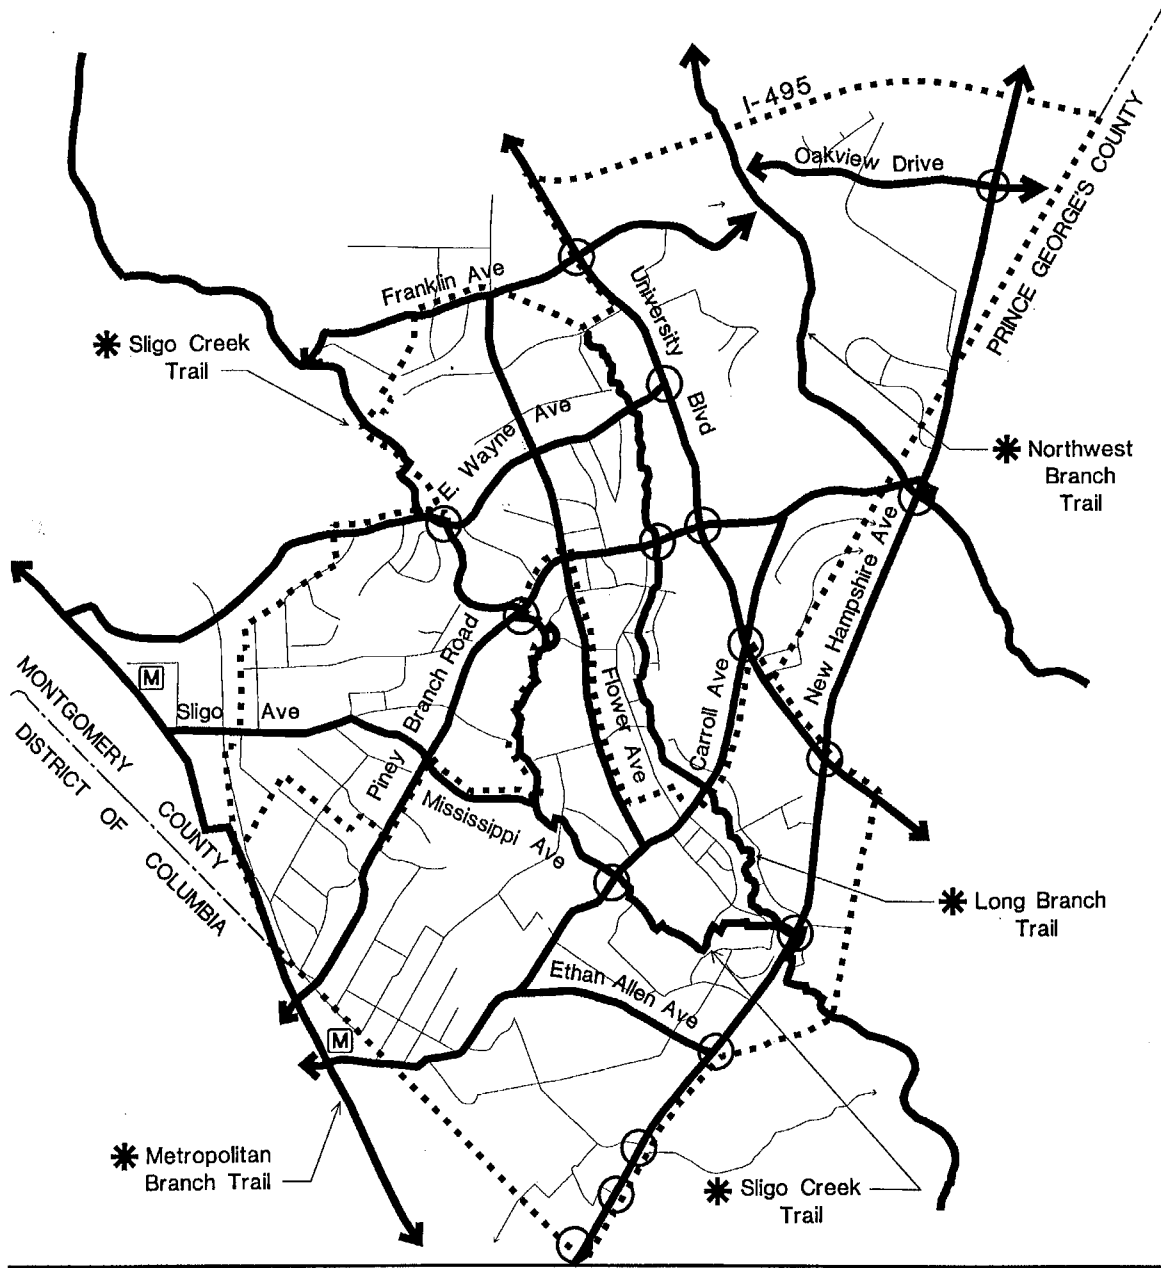 I-495
Oakview Drive
PRINCE GEORGE'S COUNTY
Franklin Ave
University Blvd
✱ Sligo Creek
Trail
E. Wayne Ave
✱ Northwest
Branch
Trail
New Hampshire Ave
Piney Branch Road
M
Sligo Ave
Flower Ave
Carroll Ave
MONTGOMERY COUNTY
DISTRICT OF COLUMBIA
Mississippi Ave
✱ Long Branch
Trail
Ethan Allen Ave
M
✱ Metropolitan
Branch Trail
✱ Sligo Creek
Trail